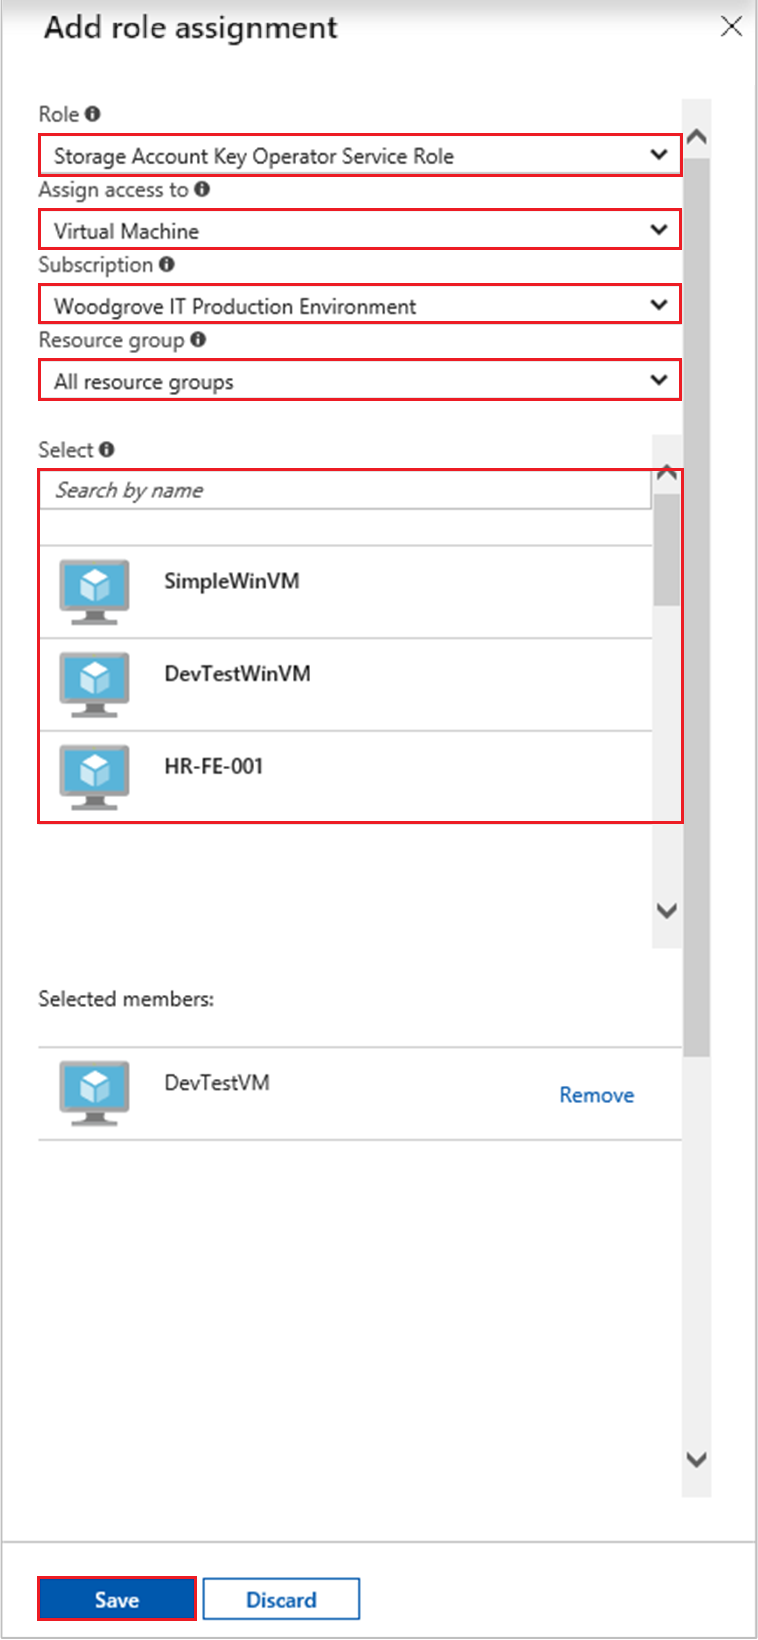 Add role assignment
Role
Storage Account Key Operator Service Role
Assign access to
Virtual Machine
Subscription
Woodgrove IT Production Environment
Resource group
All resource groups
Select
Search by name
SimpleWinVM
DevTestWinVM
HR-FE-001
Selected members:
DevTestVM
Remove
Save
Discard